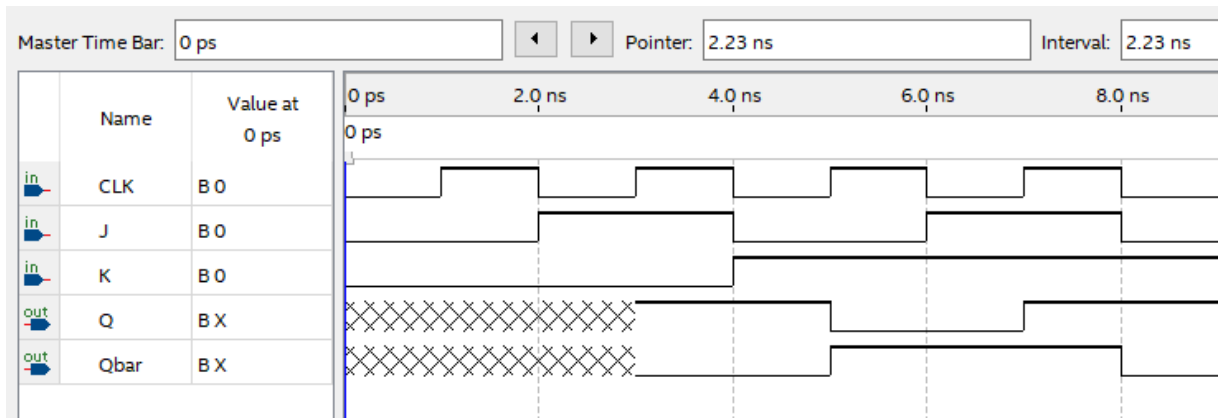 Master Time Bar: 0 ps Pointer: 2.23 ns Interval: 2.23 ns
Name Value at 0 ps
0 ps 2.0 ns 4.0 ns 6.0 ns 8.0 ns
0 ps
in CLK B 0
in J B 0
in K B 0
out Q B X
out Qbar B X